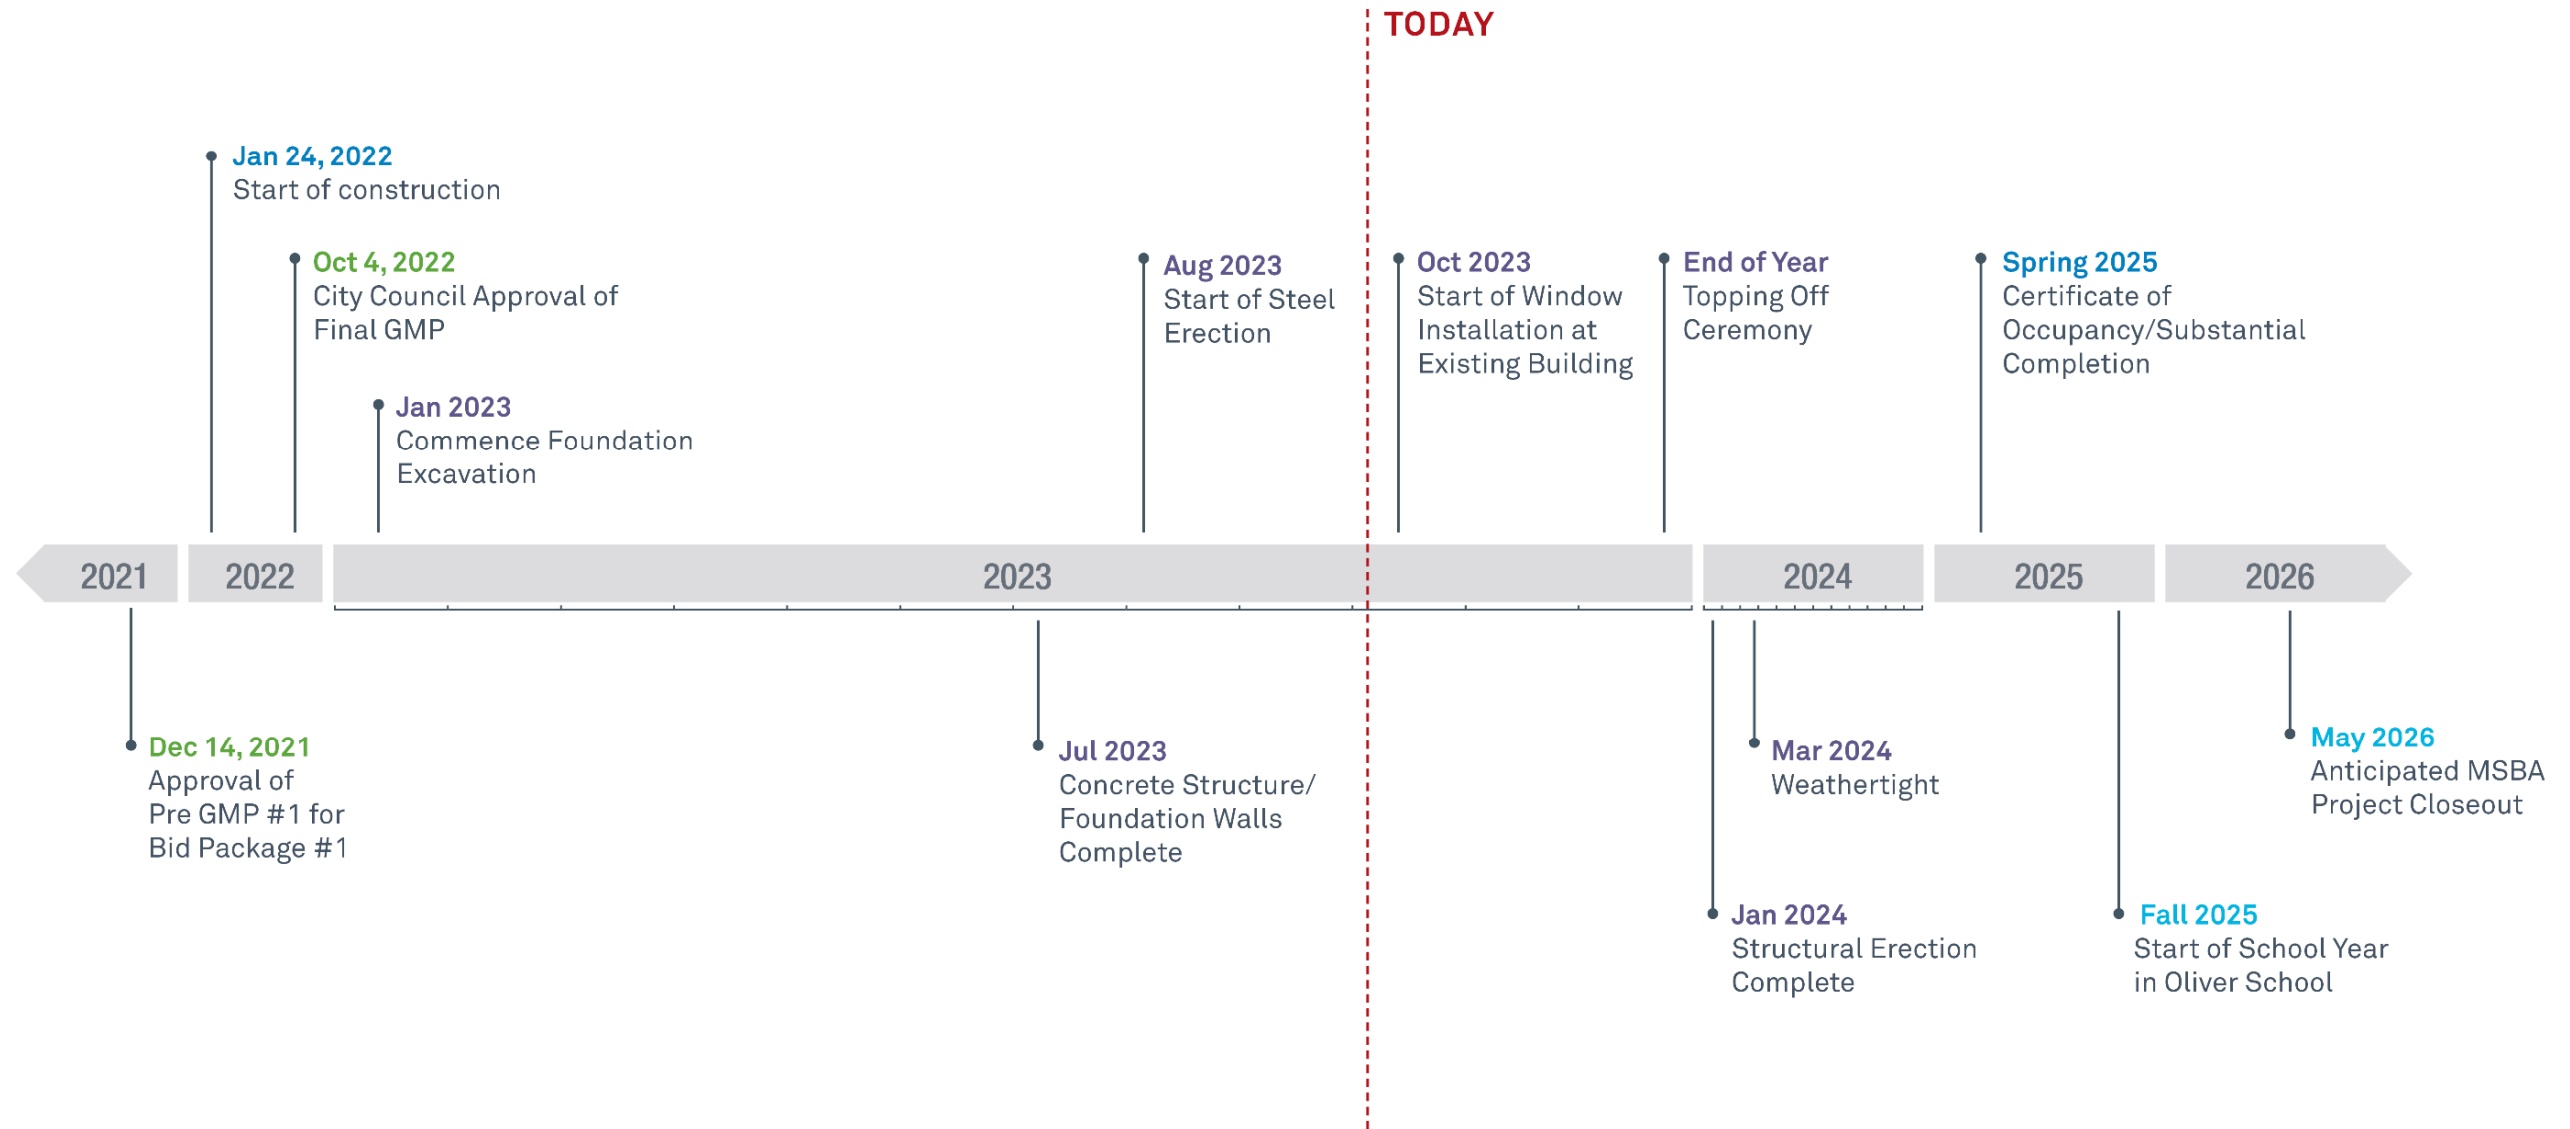 TODAY
Jan 24, 2022
Start of construction
Oct 4, 2022
City Council Approval of
Final GMP
Jan 2023
Commence Foundation
Excavation
Aug 2023
Start of Steel
Erection
Oct 2023
Start of Window
Installation at
Existing Building
End of Year
Topping Off
Ceremony
Spring 2025
Certificate of
Occupancy/Substantial
Completion
2021
2022
2023
2024
2025
2026
Dec 14, 2021
Approval of
Pre GMP #1 for
Bid Package #1
Jul 2023
Concrete Structure/
Foundation Walls
Complete
Mar 2024
Weathertight
Jan 2024
Structural Erection
Complete
May 2026
Anticipated MSBA
Project Closeout
Fall 2025
Start of School Year
in Oliver School